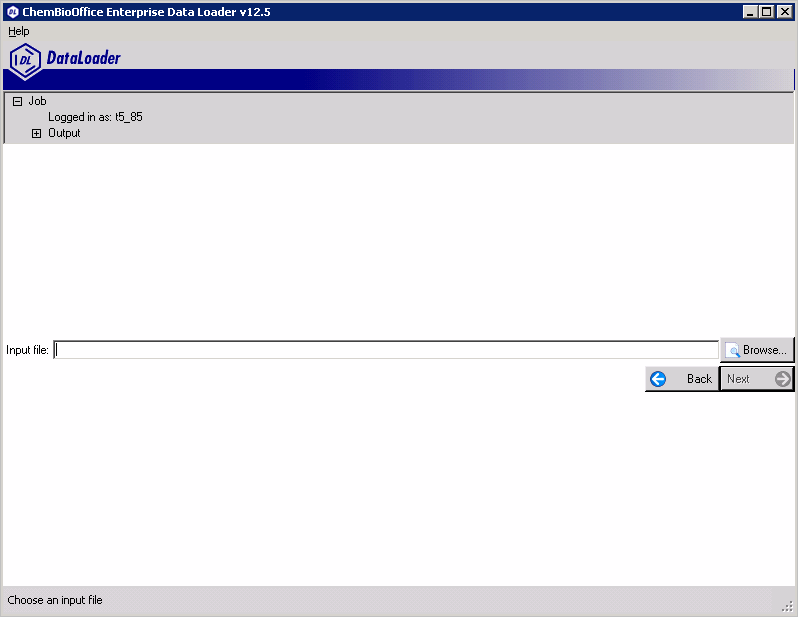 ChemBioOffice Enterprise Data Loader v12.5
Help
DL DataLoader
Job
Logged in as: t5_85
Output
Input file: Browse...
Back Next
Choose an input file